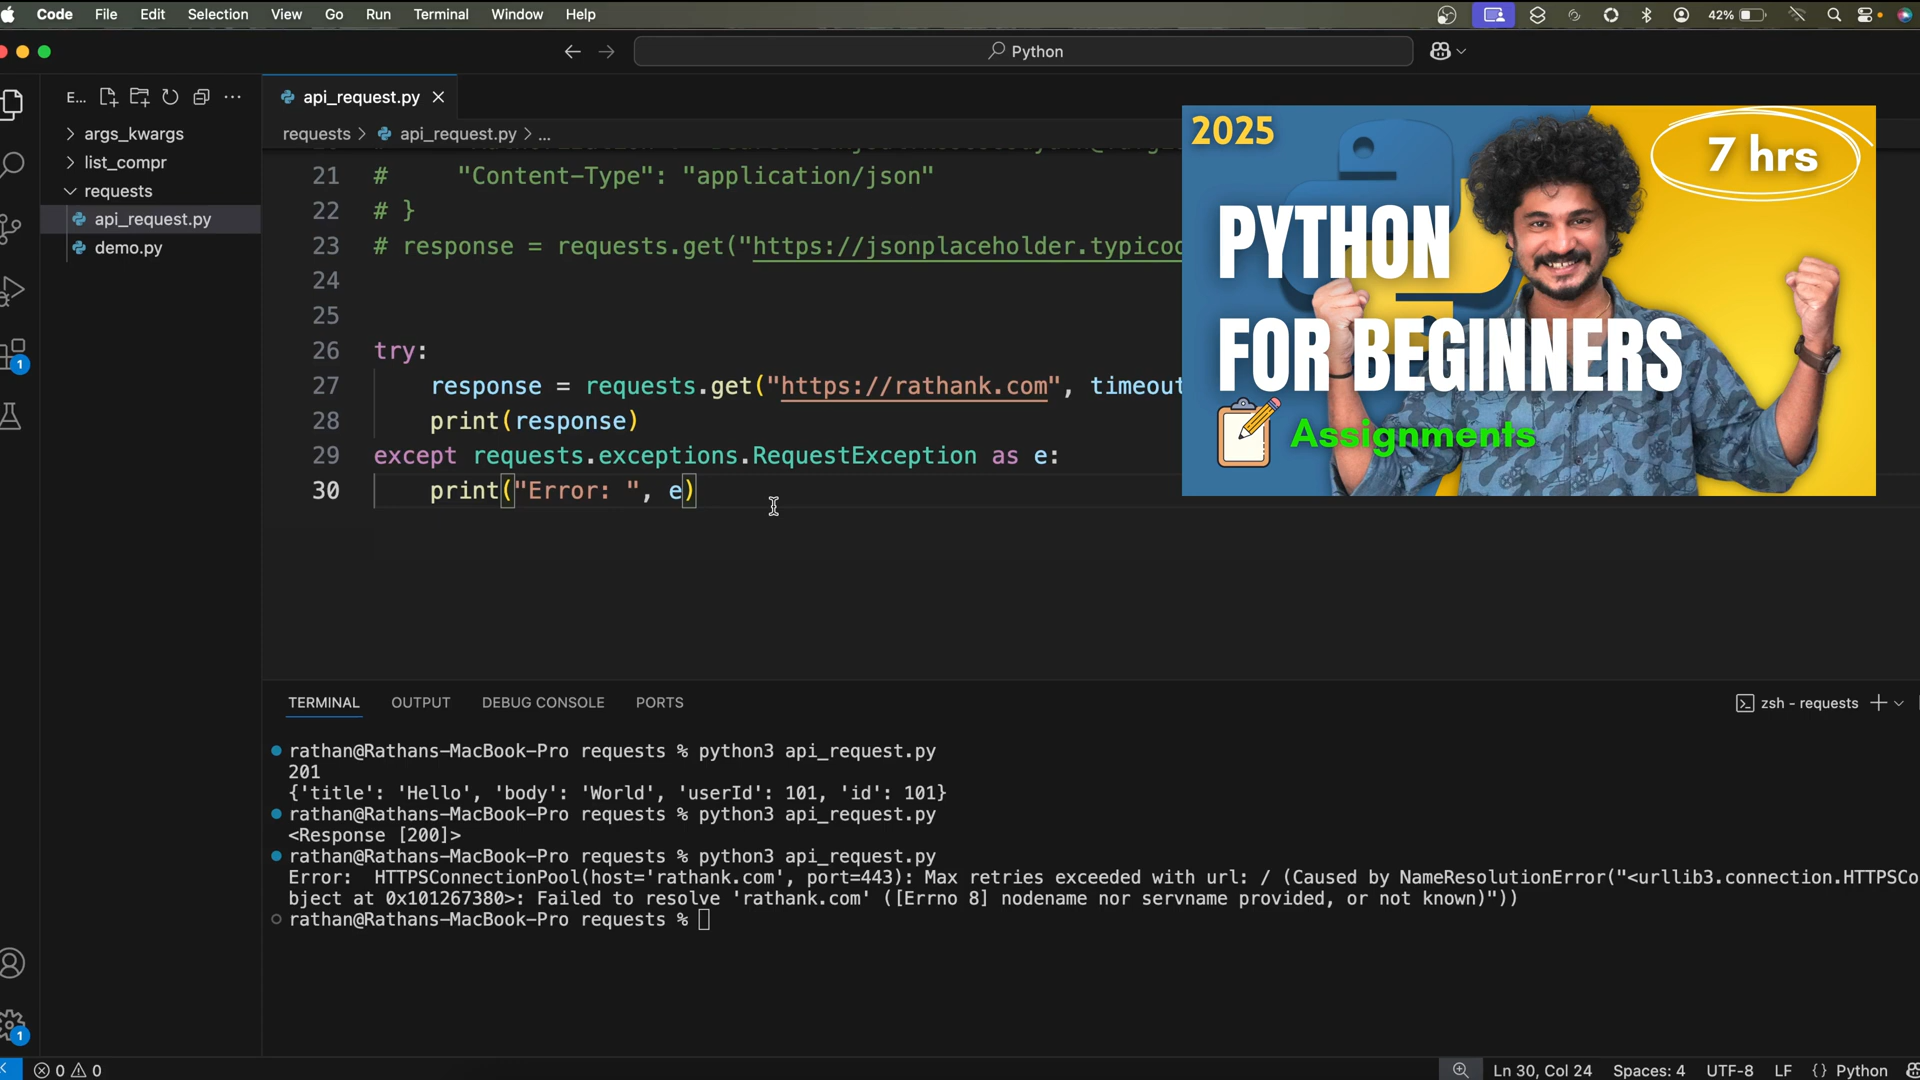 Code File Edit Selection View Go Run Terminal Window Help
42%
Python
E...
api_request.py
args_kwargs
list_compr
requests
api_request.py
demo.py
requests > api_request.py > ...
21 #     "Content-Type": "application/json"
22 # }
23 # response = requests.get("https://jsonplaceholder.typicod
24
25
26 try:
27     response = requests.get("https://rathank.com", timeout
28     print(response)
29 except requests.exceptions.RequestException as e:
30     print("Error: ", e)
2025
7 hrs
PYTHON
FOR BEGINNERS
Assignments
1
TERMINAL OUTPUT DEBUG CONSOLE PORTS
zsh - requests
rathan@Rathans-MacBook-Pro requests % python3 api_request.py
201
{'title': 'Hello', 'body': 'World', 'userId': 101, 'id': 101}
rathan@Rathans-MacBook-Pro requests % python3 api_request.py
<Response [200]>
rathan@Rathans-MacBook-Pro requests % python3 api_request.py
Error:  HTTPSConnectionPool(host='rathank.com', port=443): Max retries exceeded with url: / (Caused by NameResolutionError("<urllib3.connection.HTTPSCo
bject at 0x101267380>: Failed to resolve 'rathank.com' ([Errno 8] nodename nor servname provided, or not known)"))
rathan@Rathans-MacBook-Pro requests %
1
0 0
Ln 30, Col 24 Spaces: 4 UTF-8 LF {} Python